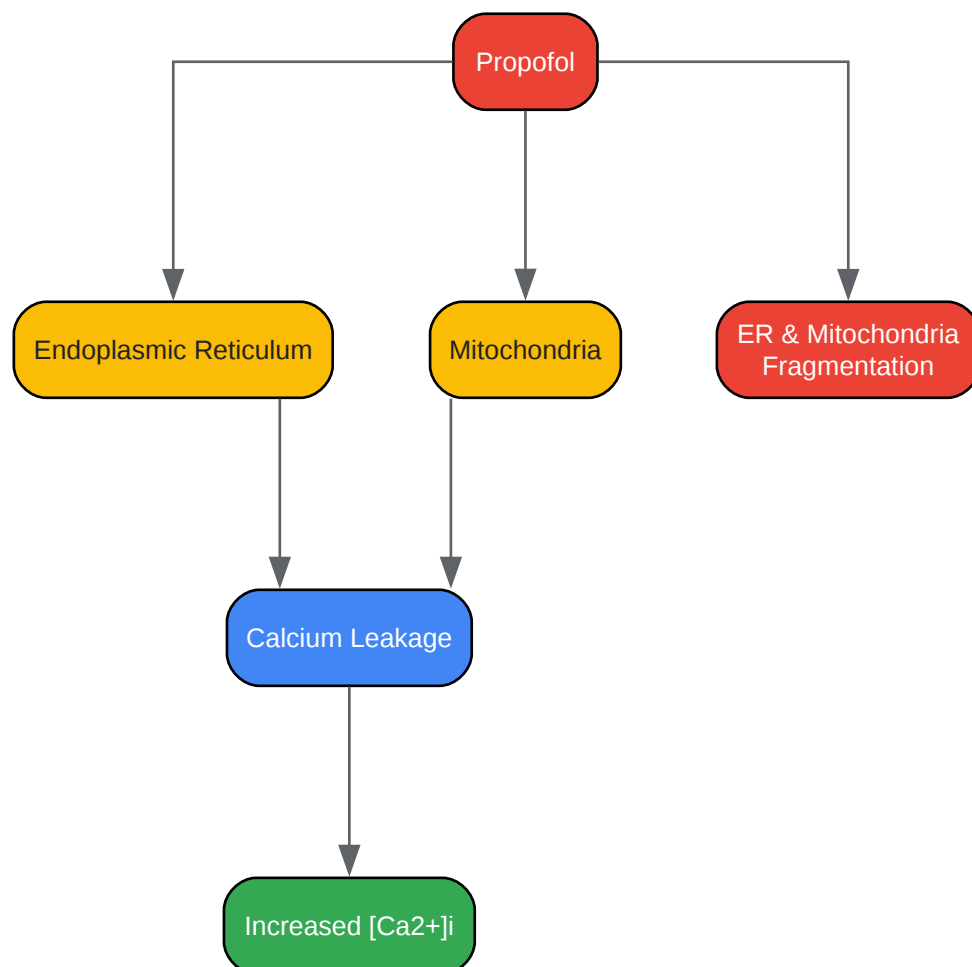 Propofol
Endoplasmic Reticulum
Mitochondria
ER & Mitochondria
Fragmentation
Calcium Leakage
Increased [Ca2+]i